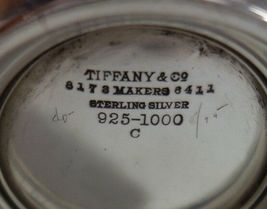 TIFFANY & Co
8173 MAKERS 6411
STERLING SILVER
925-1000
C